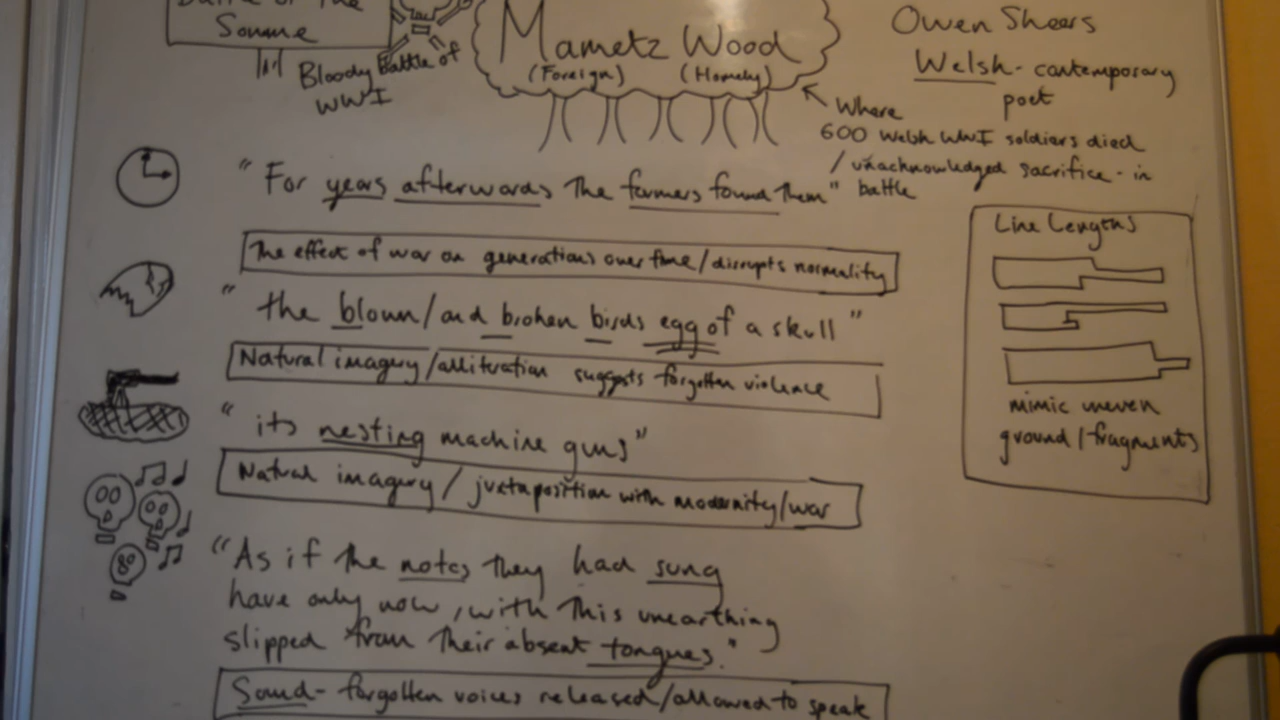 Battle of the
Somme
Bloody Battle of
WWI
Mametz Wood
(Foreign) (Homely)
Owen Sheers
Welsh - contemporary
poet
Where
600 Welsh WWI soldiers died
/ unacknowledged sacrifice - in
battle
"For years afterwards the farmers found them"
The effect of war on generations over time/disrupts normality
"the blown/and broken birds egg of a skull"
Natural imagery/alliteration suggests forgotten violence
"its nesting machine guns"
Natural imagery/ juxtaposition with modernity/war
"As if the notes they had sung
have only now, with this unearthing
slipped from their absent tongues."
Sound - forgotten voices released/allowed to speak
Line Lengths
mimic uneven
ground/fragments